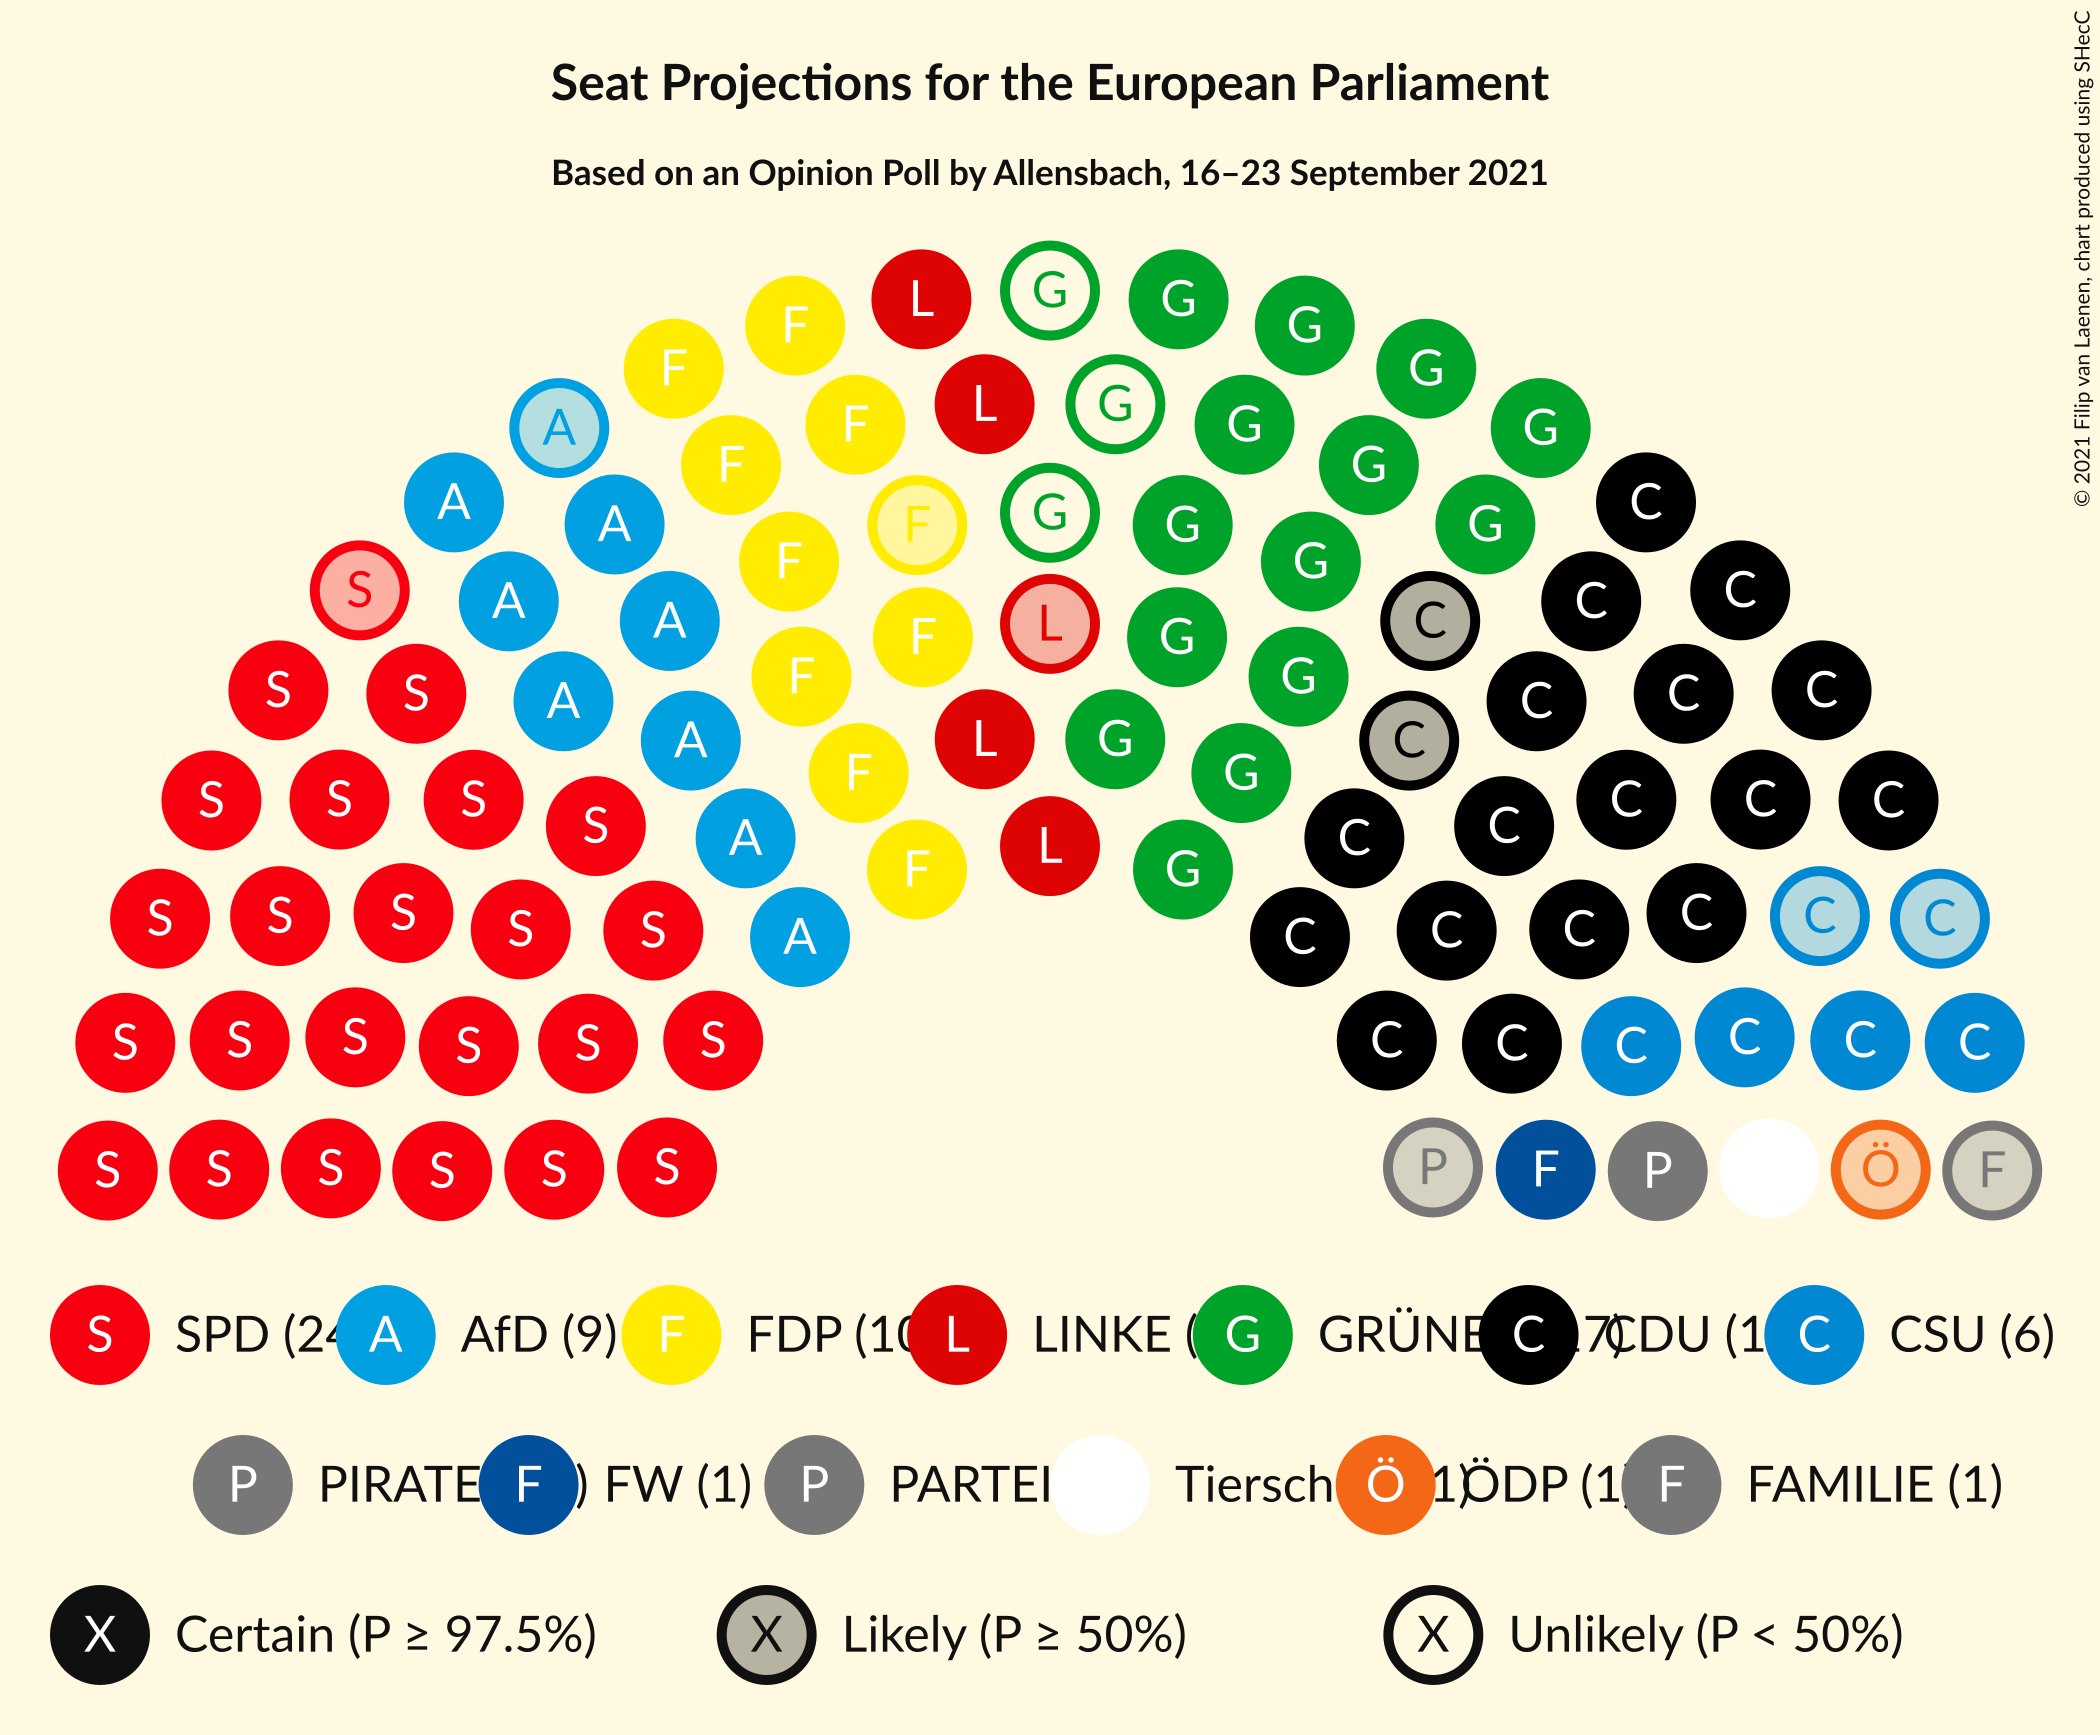 Seat Projections for the European Parliament
Based on an Opinion Poll by Allensbach, 16–23 September 2021
© 2021 Filip van Laenen, chart produced using SHecC
L G G G
F F G
A F L G G G
A F F G G C
S A A F F G G G G C C
S S A A F F L G G C C C C C
S S S S A A F L G G C C C C C C
S S S S S A F L G C C C C C C
S S S S S S C C C C C C
S S S S S S P F P Ö F
S SPD (24 A AfD (9) F FDP (10 L LINKE ( G GRÜNE C 7) CDU (1 C CSU (6)
P PIRATE F ) FW (1) P PARTEI Tiersch Ö 1) ÖDP (1) F FAMILIE (1)
X Certain (P ≥ 97.5%) X Likely (P ≥ 50%) X Unlikely (P < 50%)